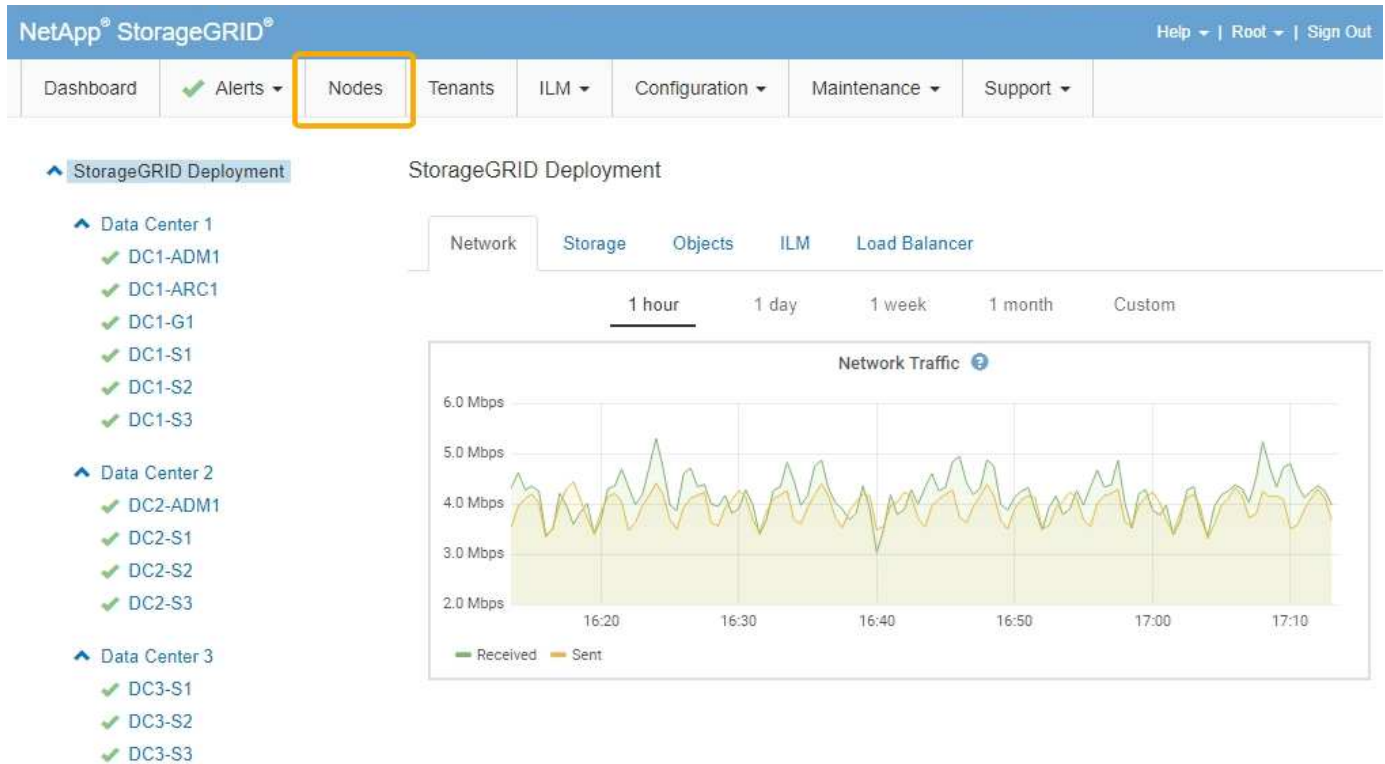 NetApp® StorageGRID®
Help | Root | Sign Out
Dashboard Alerts Nodes Tenants ILM Configuration Maintenance Support
StorageGRID Deployment
Data Center 1
DC1-ADM1
DC1-ARC1
DC1-G1
DC1-S1
DC1-S2
DC1-S3
Data Center 2
DC2-ADM1
DC2-S1
DC2-S2
DC2-S3
Data Center 3
DC3-S1
DC3-S2
DC3-S3
StorageGRID Deployment
Network Storage Objects ILM Load Balancer
1 hour 1 day 1 week 1 month Custom
Network Traffic ?
6.0 Mbps
5.0 Mbps
4.0 Mbps
3.0 Mbps
2.0 Mbps
16:20 16:30 16:40 16:50 17:00 17:10
Received Sent